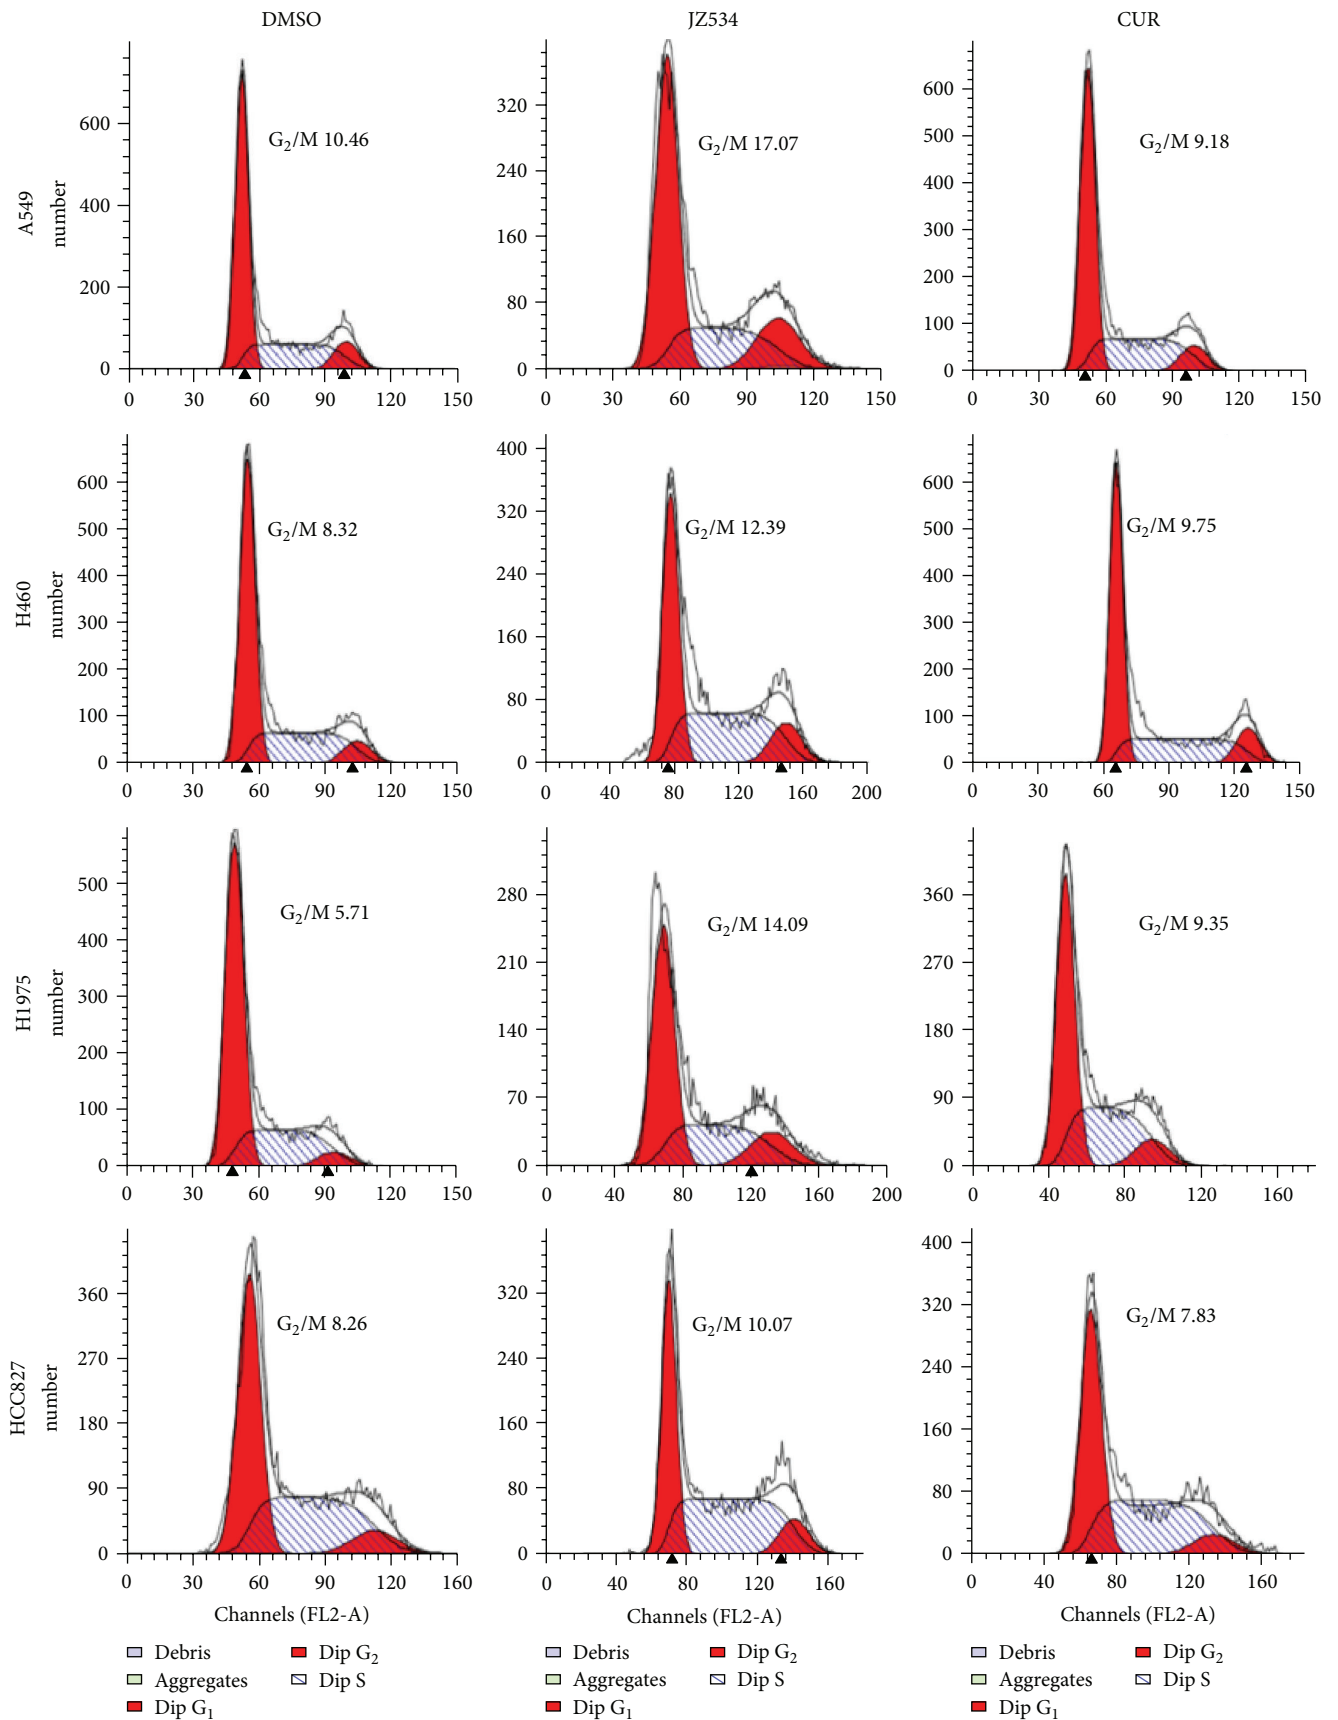 DMSO JZ534 CUR
A549
number
600
400
200
0
0 30 60 90 120 150
G2/M 10.46
320
240
160
80
0
0 30 60 90 120 150
G2/M 17.07
600
500
400
300
200
100
0
0 30 60 90 120 150
G2/M 9.18
H460
number
600
500
400
300
200
100
0
0 30 60 90 120 150
G2/M 8.32
400
320
240
160
80
0
0 40 80 120 160 200
G2/M 12.39
600
500
400
300
200
100
0
0 30 60 90 120 150
G2/M 9.75
H1975
number
500
400
300
200
100
0
0 30 60 90 120 150
G2/M 5.71
280
210
140
70
0
0 40 80 120 160 200
G2/M 14.09
360
270
180
90
0
0 40 80 120 160
G2/M 9.35
HCC827
number
360
270
180
90
0
0 30 60 90 120 160
G2/M 8.26
Channels (FL2-A)
320
240
160
80
0
0 40 80 120 160
G2/M 10.07
Channels (FL2-A)
400
320
240
160
80
0
0 40 80 120 160
G2/M 7.83
Channels (FL2-A)
Debris Dip G2
Aggregates Dip S
Dip G1
Debris Dip G2
Aggregates Dip S
Dip G1
Debris Dip G2
Aggregates Dip S
Dip G1